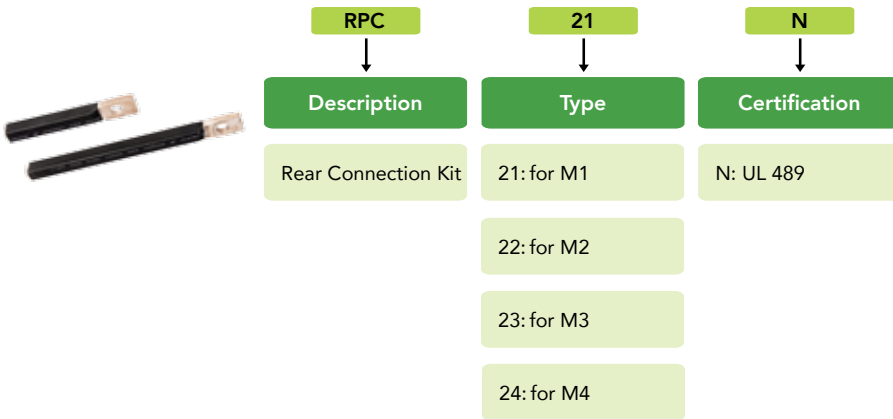 RPC 21 N
Description Type Certification
Rear Connection Kit 21: for M1 N: UL 489
22: for M2
23: for M3
24: for M4